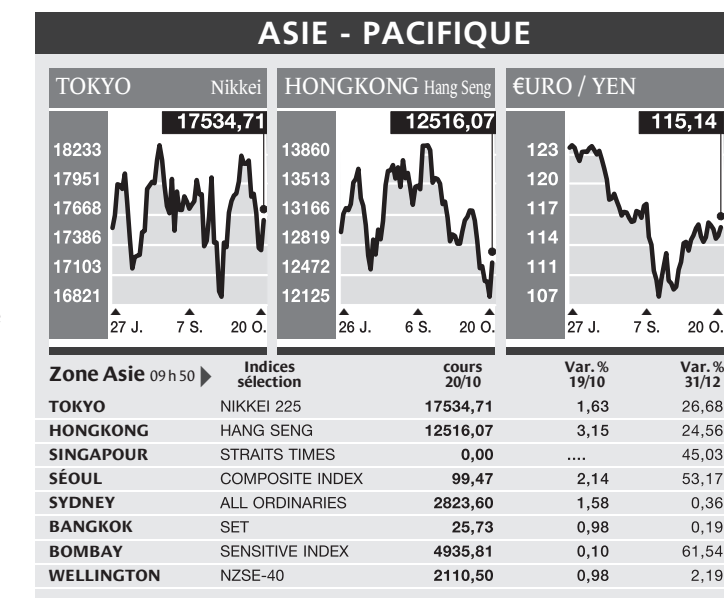 ASIE - PACIFIQUE
TOKYO Nikkei
17534,71
18233
17951
17668
17386
17103
16821
27 J. 7 S. 20 O.
HONGKONG Hang Seng
12516,07
13860
13513
13166
12819
12472
12125
26 J. 6 S. 20 O.
€URO / YEN
115,14
123
120
117
114
111
107
27 J. 7 S. 20 O.
Zone Asie 09 h 50 Indices sélection cours 20/10 Var. % 19/10 Var. % 31/12
TOKYO NIKKEI 225 17534,71 1,63 26,68
HONGKONG HANG SENG 12516,07 3,15 24,56
SINGAPOUR STRAITS TIMES 0,00 .... 45,03
SÉOUL COMPOSITE INDEX 99,47 2,14 53,17
SYDNEY ALL ORDINARIES 2823,60 1,58 0,36
BANGKOK SET 25,73 0,98 0,19
BOMBAY SENSITIVE INDEX 4935,81 0,10 61,54
WELLINGTON NZSE-40 2110,50 0,98 2,19